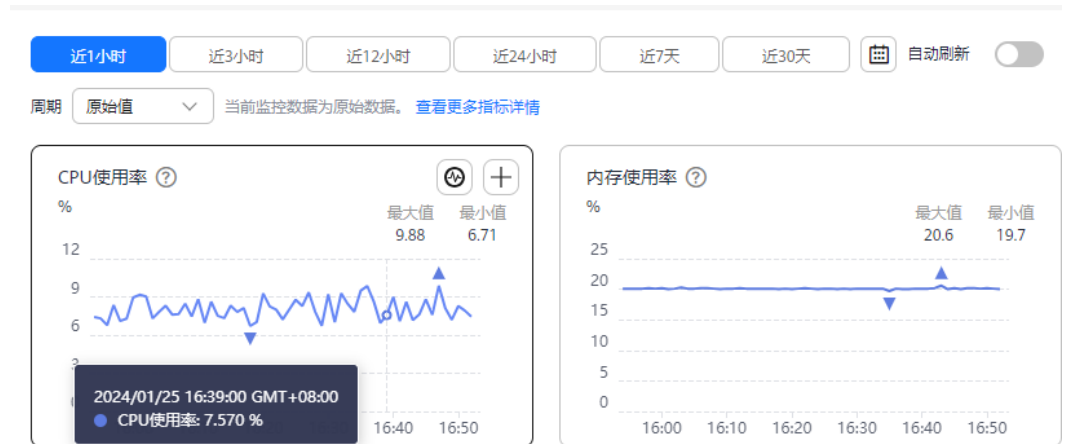 近1小时 近3小时 近12小时 近24小时 近7天 近30天 自动刷新
周期 原始值 当前监控数据为原始数据。 查看更多指标详情
CPU使用率 ?
%
最大值 最小值
9.88 6.71
12
9
6
3
2024/01/25 16:39:00 GMT+08:00
CPU使用率: 7.570 %
16:40 16:50
内存使用率 ?
%
最大值 最小值
20.6 19.7
25
20
15
10
5
0
16:00 16:10 16:20 16:30 16:40 16:50